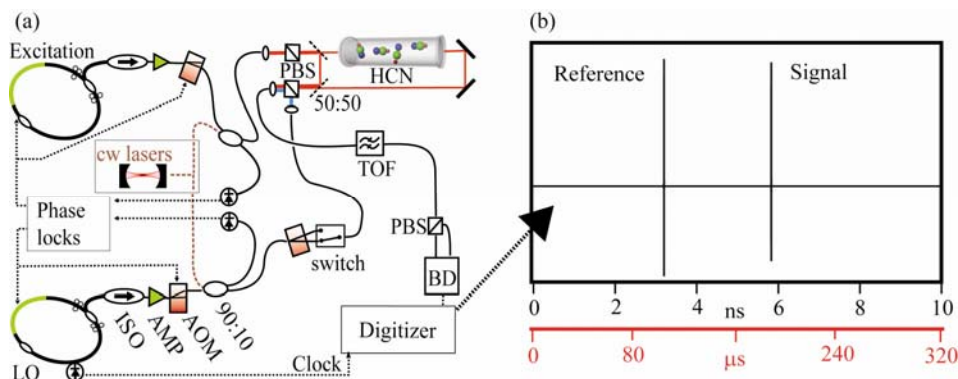 (a)
Excitation
PBS
HCN
50:50
cw lasers
TOF
Phase
locks
PBS
switch
BD
90:10
ISO
AMP
AOM
Digitizer
Clock
LO
(b)
Reference
Signal
0 2 4 ns 6 8 10
0 80 μs 240 320